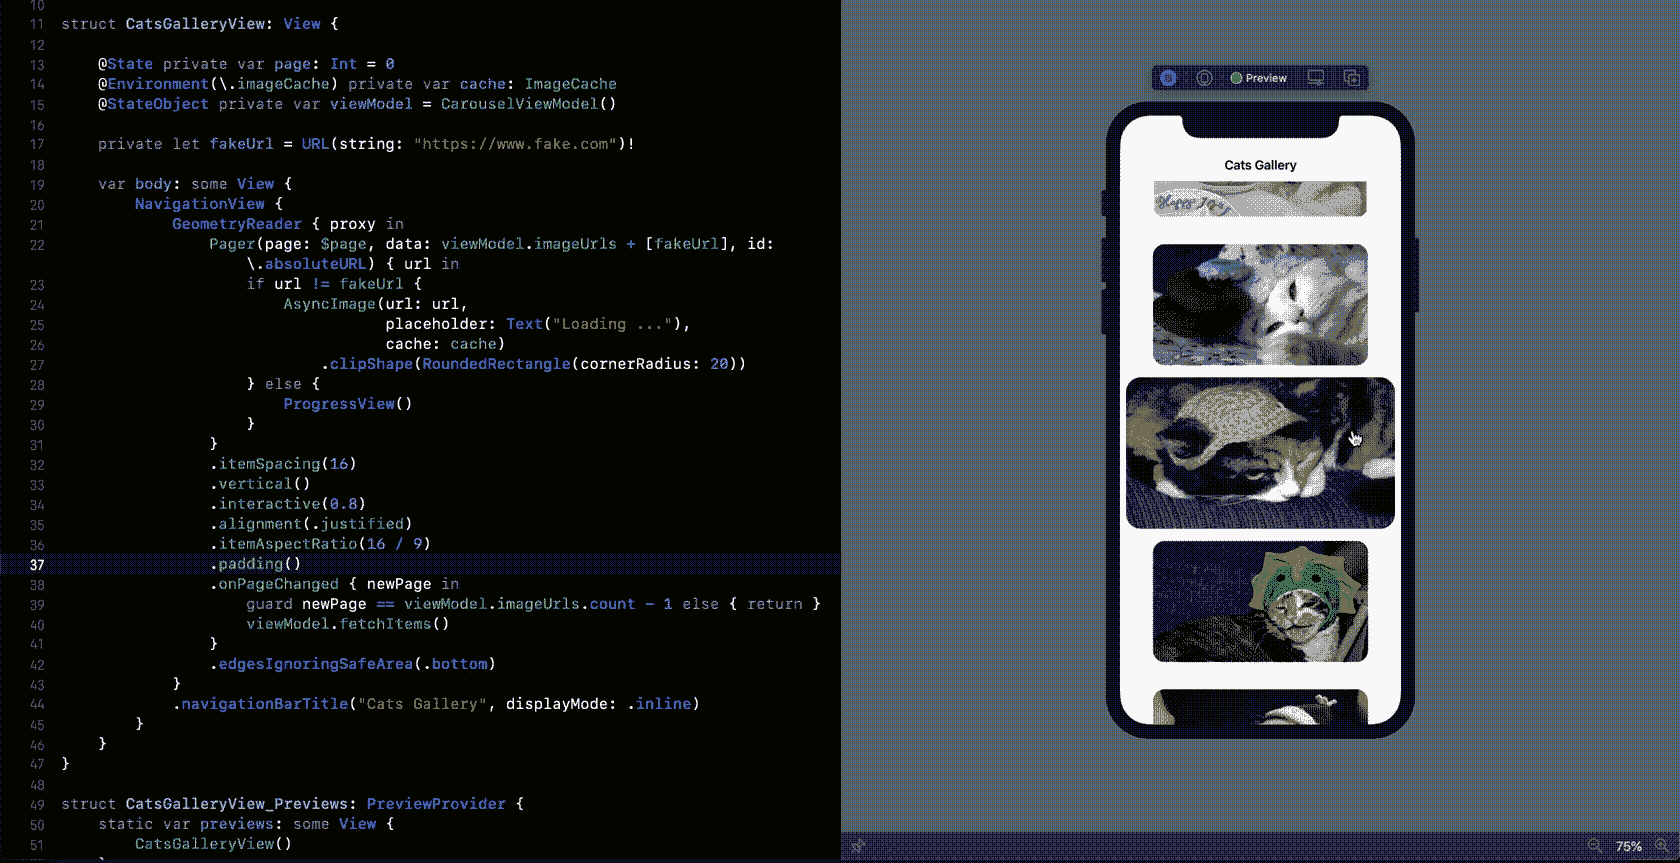 10
11 struct CatsGalleryView: View {
12
13 @State private var page: Int = 0
14 @Environment(\.imageCache) private var cache: ImageCache
15 @StateObject private var viewModel = CarouselViewModel()
16
17 private let fakeUrl = URL(string: "https://www.fake.com")!
18
19 var body: some View {
20 NavigationView {
21 GeometryReader { proxy in
22 Pager(page: $page, data: viewModel.imageUrls + [fakeUrl], id:
\.absoluteURL) { url in
23 if url != fakeUrl {
24 AsyncImage(url: url,
25 placeholder: Text("Loading ..."),
26 cache: cache)
27 .clipShape(RoundedRectangle(cornerRadius: 20))
28 } else {
29 ProgressView()
30 }
31 }
32 .itemSpacing(16)
33 .vertical()
34 .interactive(0.8)
35 .alignment(.justified)
36 .itemAspectRatio(16 / 9)
37 .padding()
38 .onPageChanged { newPage in
39 guard newPage == viewModel.imageUrls.count - 1 else { return }
40 viewModel.fetchItems()
41 }
42 .edgesIgnoringSafeArea(.bottom)
43 }
44 .navigationBarTitle("Cats Gallery", displayMode: .inline)
45 }
46 }
47 }
48
49 struct CatsGalleryView_Previews: PreviewProvider {
50 static var previews: some View {
51 CatsGalleryView()
Preview
Cats Gallery
75%